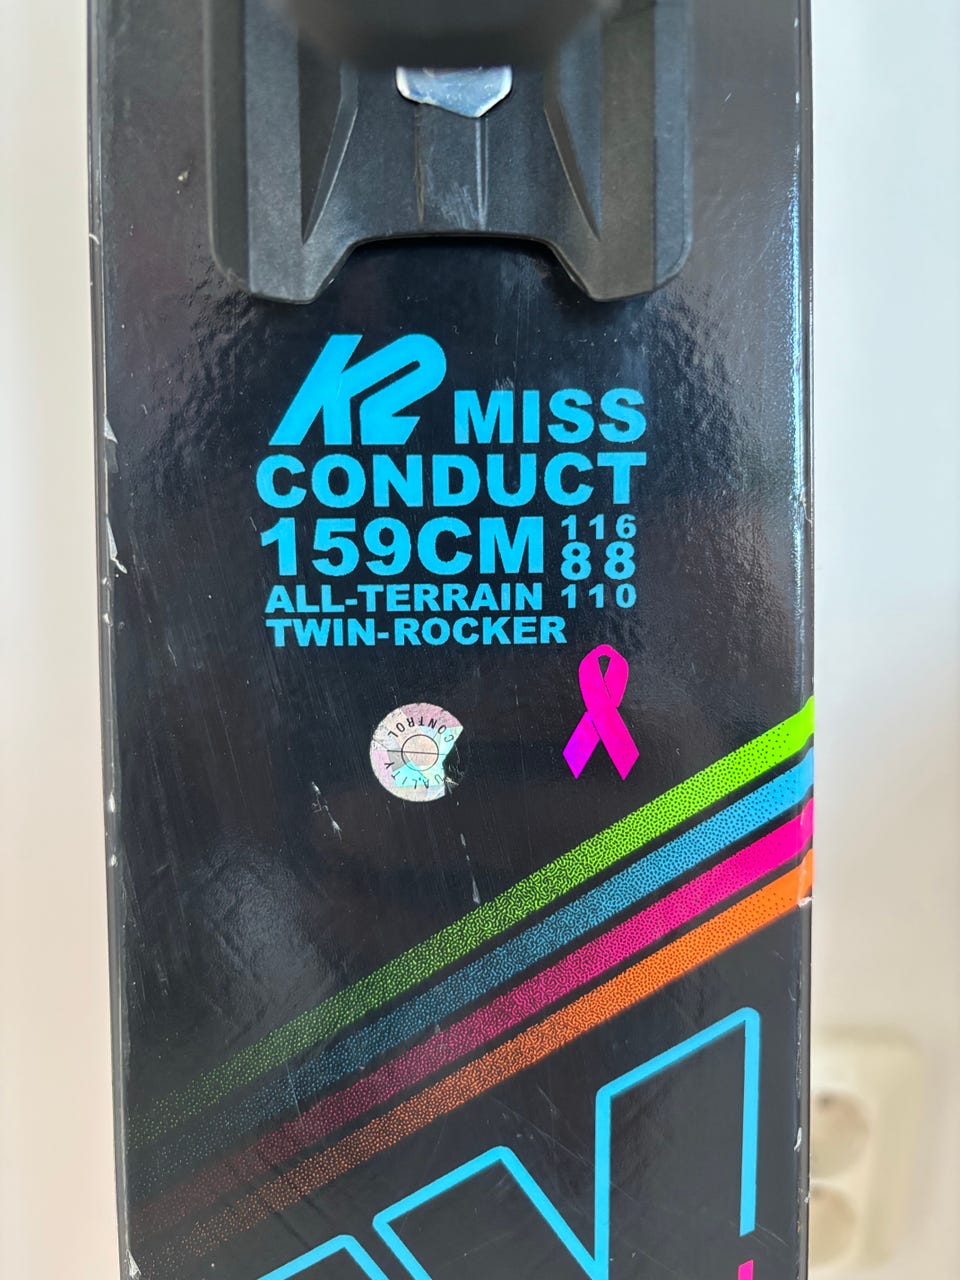 K2 MISS
CONDUCT
159CM 116
88
ALL-TERRAIN 110
TWIN-ROCKER
QUALITY CONTROL